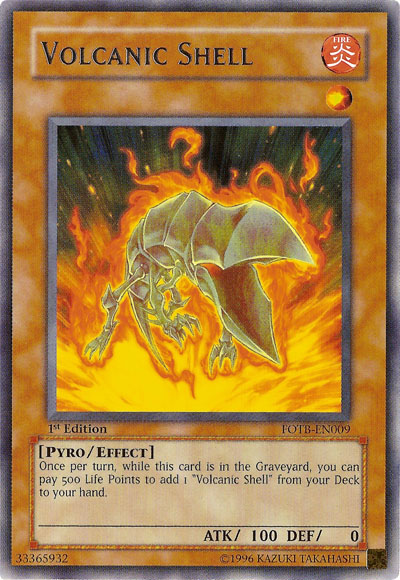 VOLCANIC SHELL
FIRE
炎
1st Edition
FOTB-EN009
[PYRO/EFFECT]
Once per turn, while this card is in the Graveyard, you can
pay 500 Life Points to add 1 "Volcanic Shell" from your Deck
to your hand.
ATK/ 100 DEF/ 0
33365932
©1996 KAZUKI TAKAHASHI